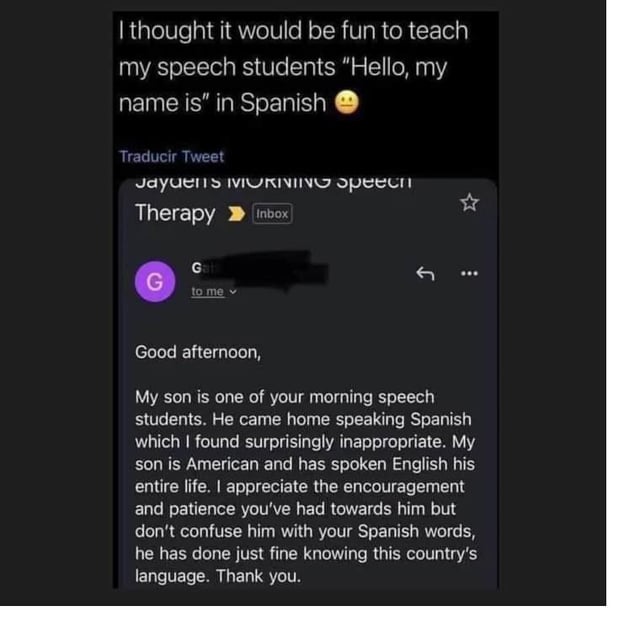 I thought it would be fun to teach
my speech students "Hello, my
name is" in Spanish 😐
Traducir Tweet
Jayden's MORNING Speech
Therapy Inbox
G
G
to me
Good afternoon,
My son is one of your morning speech
students. He came home speaking Spanish
which I found surprisingly inappropriate. My
son is American and has spoken English his
entire life. I appreciate the encouragement
and patience you've had towards him but
don't confuse him with your Spanish words,
he has done just fine knowing this country's
language. Thank you.